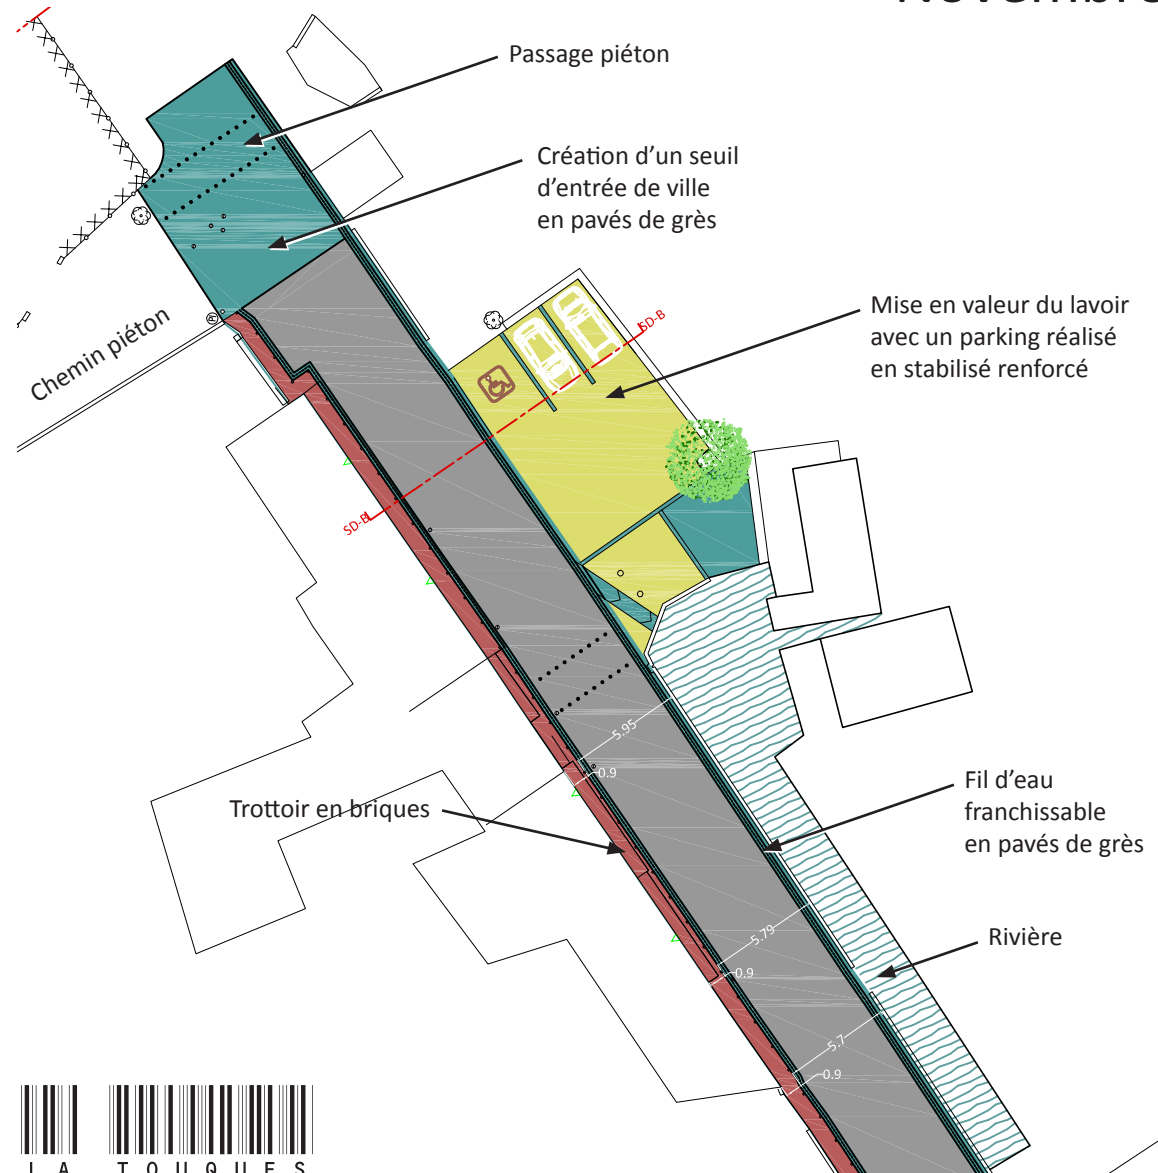 Passage piéton
Création d'un seuil
d'entrée de ville
en pavés de grès
Mise en valeur du lavoir
avec un parking réalisé
en stabilisé renforcé
Chemin piéton
SD-B
SD-B
5.95
0.9
Trottoir en briques
Fil d'eau
franchissable
en pavés de grès
5.79
0.9
Rivière
5.7
0.9
LA TOUQUES